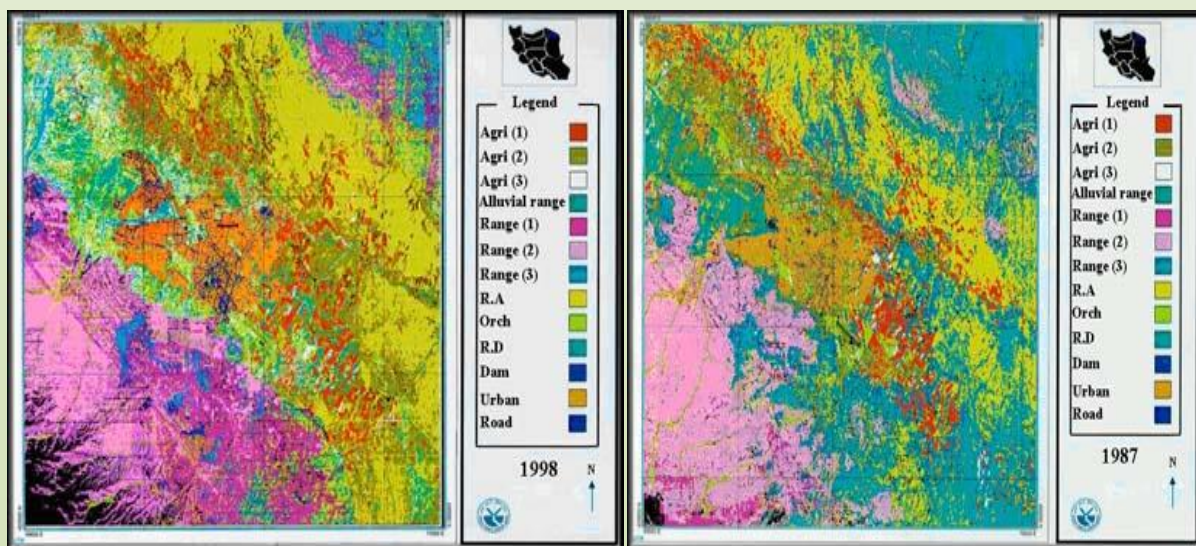 Legend
Agri (1)
Agri (2)
Agri (3)
Alluvial range
Range (1)
Range (2)
Range (3)
R.A
Orch
R.D
Dam
Urban
Road
1998
N
Legend
Agri (1)
Agri (2)
Agri (3)
Alluvial range
Range (1)
Range (2)
Range (3)
R.A
Orch
R.D
Dam
Urban
Road
1987
N